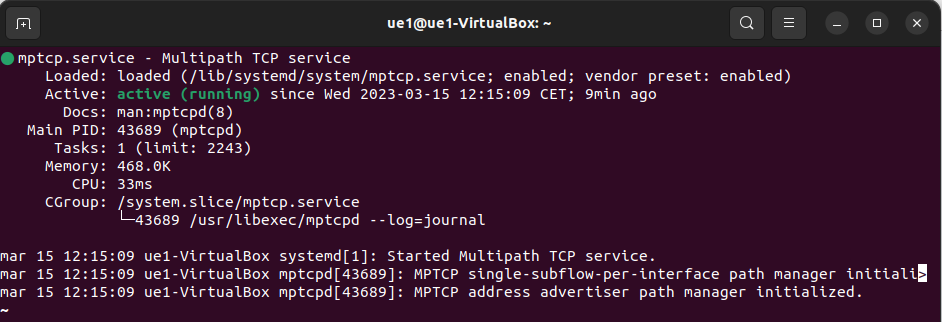 ue1@ue1-VirtualBox: ~
mptcp.service - Multipath TCP service
Loaded: loaded (/lib/systemd/system/mptcp.service; enabled; vendor preset: enabled)
Active: active (running) since Wed 2023-03-15 12:15:09 CET; 9min ago
Docs: man:mptcpd(8)
Main PID: 43689 (mptcpd)
Tasks: 1 (limit: 2243)
Memory: 468.0K
CPU: 33ms
CGroup: /system.slice/mptcp.service
└─43689 /usr/libexec/mptcpd --log=journal
mar 15 12:15:09 ue1-VirtualBox systemd[1]: Started Multipath TCP service.
mar 15 12:15:09 ue1-VirtualBox mptcpd[43689]: MPTCP single-subflow-per-interface path manager initiali>
mar 15 12:15:09 ue1-VirtualBox mptcpd[43689]: MPTCP address advertiser path manager initialized.
~